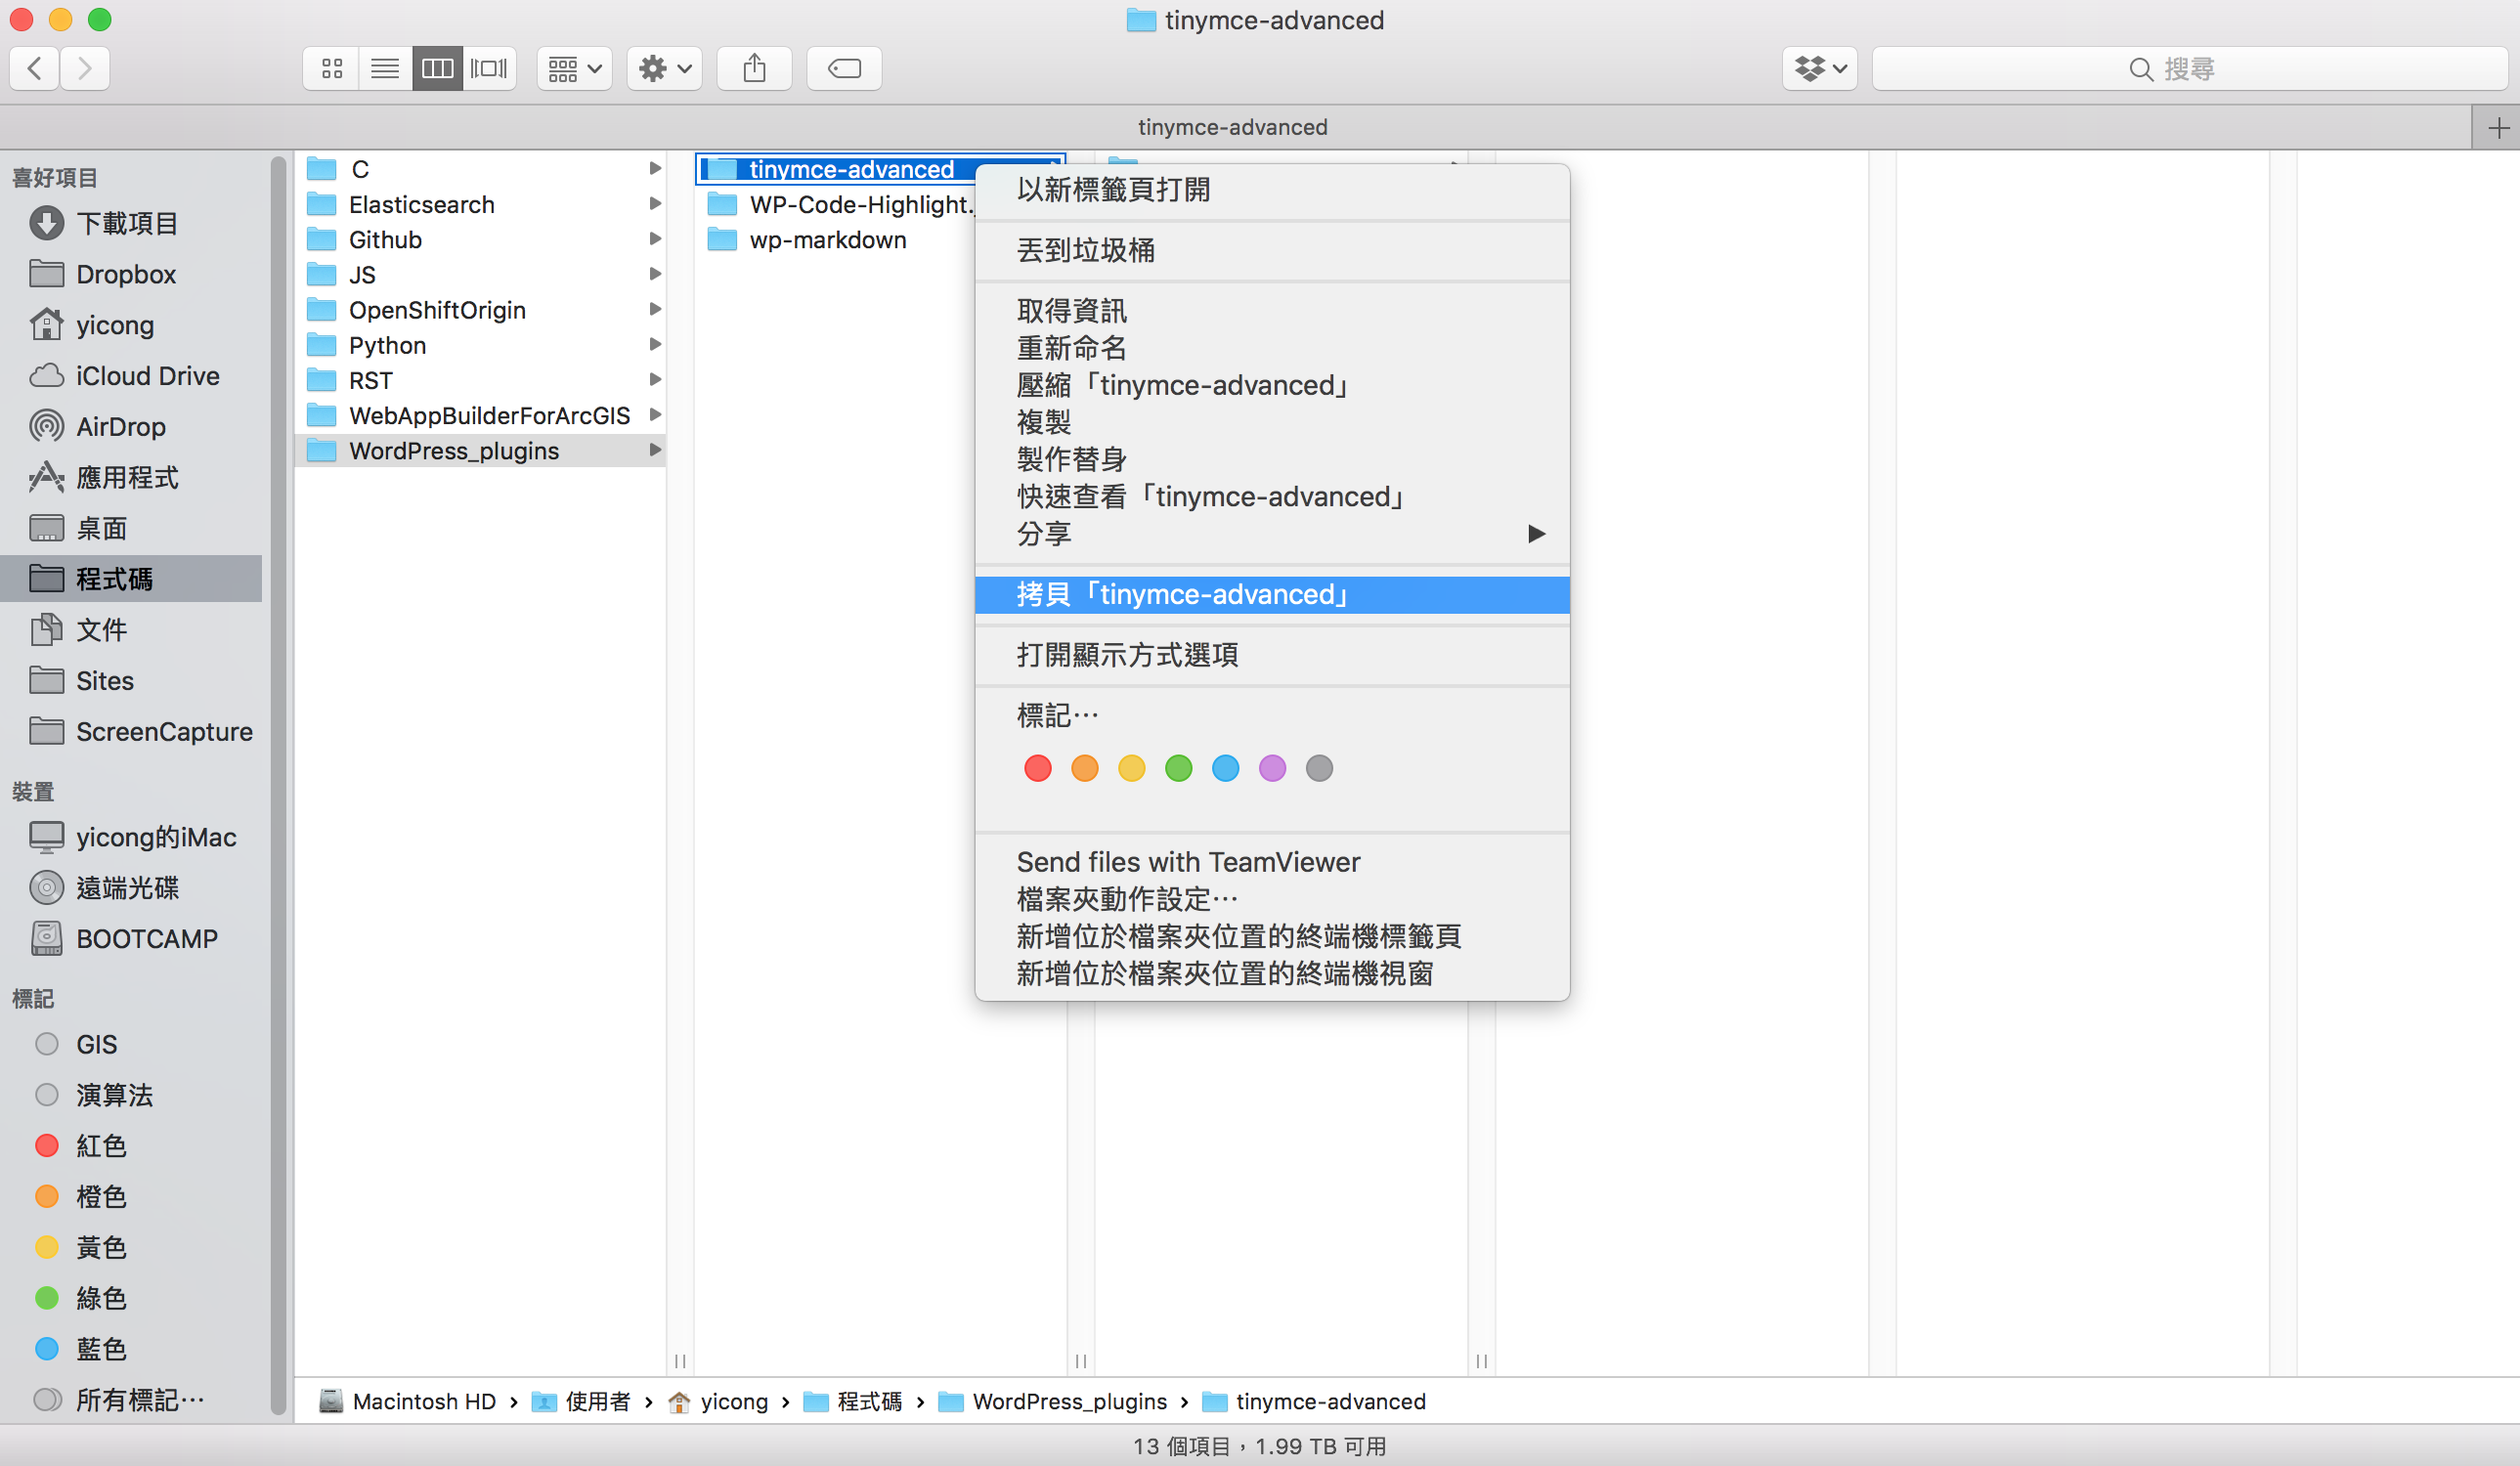 tinymce-advanced
搜尋
tinymce-advanced
喜好項目
下載項目
Dropbox
yicong
iCloud Drive
AirDrop
應用程式
桌面
程式碼
文件
Sites
ScreenCapture
裝置
yicong的iMac
遠端光碟
BOOTCAMP
標記
GIS
演算法
紅色
橙色
黃色
綠色
藍色
所有標記⋯
C
Elasticsearch
Github
JS
OpenShiftOrigin
Python
RST
WebAppBuilderForArcGIS
WordPress_plugins
tinymce-advanced
WP-Code-Highlight.
wp-markdown
以新標籤頁打開
丟到垃圾桶
取得資訊
重新命名
壓縮「tinymce-advanced」
複製
製作替身
快速查看「tinymce-advanced」
分享
拷貝「tinymce-advanced」
打開顯示方式選項
標記⋯
Send files with TeamViewer
檔案夾動作設定⋯
新增位於檔案夾位置的終端機標籤頁
新增位於檔案夾位置的終端機視窗
Macintosh HD › 使用者 › yicong › 程式碼 › WordPress_plugins › tinymce-advanced
13 個項目，1.99 TB 可用